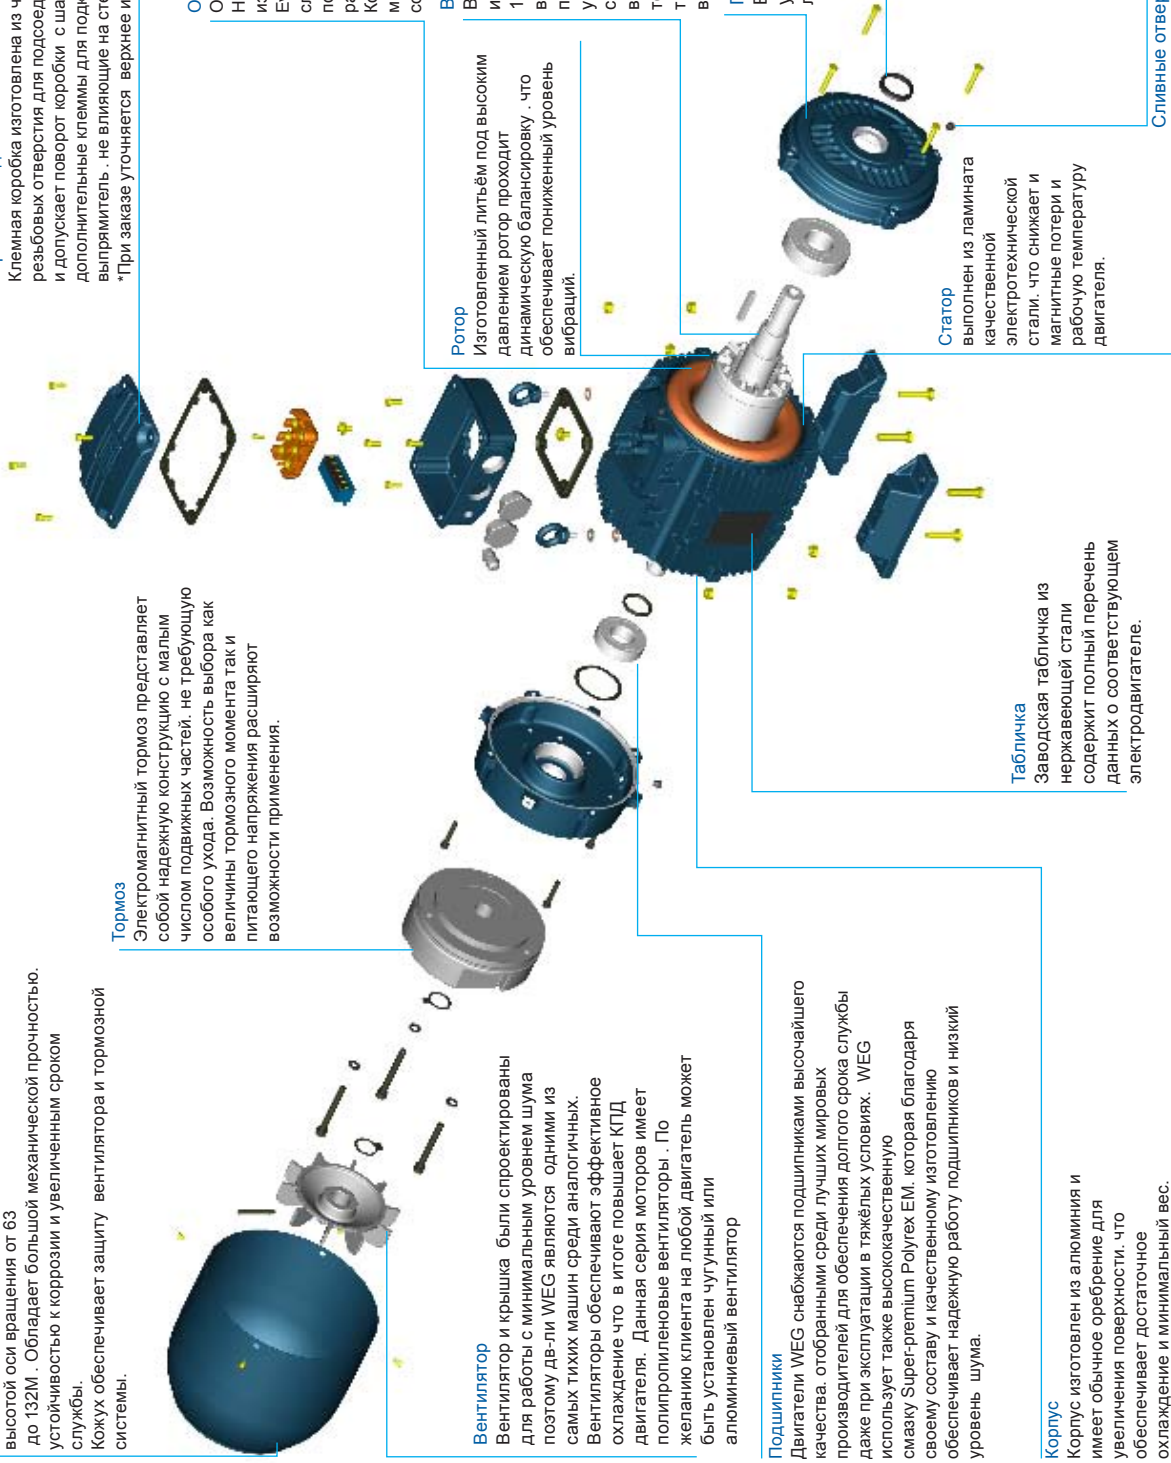 высотой оси вращения от 63
до 132М . Обладает большой механической прочностью.
устойчивостью к коррозии и увеличенным сроком
службы.
Кожух обеспечивает защиту вентилятора и тормозной
системы.
Тормоз
Электромагнитный тормоз представляет
собой надежную конструкцию с малым
числом подвижных частей. не требующую
особого ухода. Возможность выбора как
величины тормозного момента так и
питающего напряжения расширяют
возможности применения.
Клемная коробка изготовлена из ч
резьбовых отверстия для подсоед
и допускает поворот коробки с ша
дополнительные клеммы для подк
выпрямитель . не влияющие на сте
*При заказе уточняется верхнее и
Ротор
Изготовленный литьём под высоким
давлением ротор проходит
динамическую балансировку . что
обеспечивает пониженный уровень
вибраций.
Вентилятор
Вентилятор и крышка были спроектированы
для работы с минимальным уровнем шума
поэтому дв-ли WEG являются одними из
самых тихих машин среди аналогичных.
Вентиляторы обеспечивают эффективное
охлаждение что в итоге повышает КПД
двигателя. Данная серия моторов имеет
полипропиленовые вентиляторы . По
желанию клиента на любой двигатель может
быть установлен чугунный или
алюминиевый вентилятор
Подшипники
Двигатели WEG снабжаются подшипниками высочайшего
качества. отобранными среди лучших мировых
производителей для обеспечения долгого срока службы
даже при эксплуатации в тяжёлых условиях. WEG
использует также высококачественную
смазку Super-premium Polyrex EM. которая благодаря
своему составу и качественному изготовлению
обеспечивает надежную работу подшипников и низкий
уровень шума.
Корпус
Корпус изготовлен из алюминия и
имеет обычное оребрение для
увеличения поверхности. что
обеспечивает достаточное
охлаждение и минимальный вес.
Табличка
Заводская табличка из
нержавеющей стали
содержит полный перечень
данных о соответствующем
электродвигателе.
Статор
выполнен из ламината
качественной
электротехнической
стали. что снижает и
магнитные потери и
рабочую температуру
двигателя.
Сливные отвер